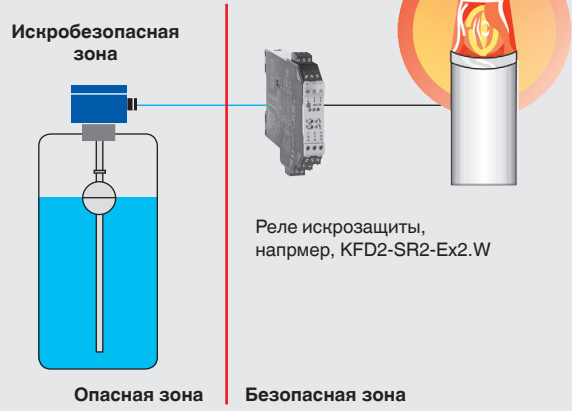 Искробезопасная
зона
Реле искрозащиты,
напрмер, KFD2-SR2-Ex2.W
Опасная зона
Безопасная зона